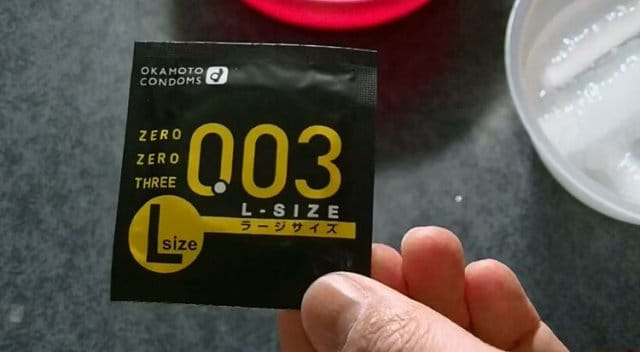 OKAMOTO
CONDOMS
ZERO
ZERO
THREE
0.03
L-SIZE
ラージサイズ
L size